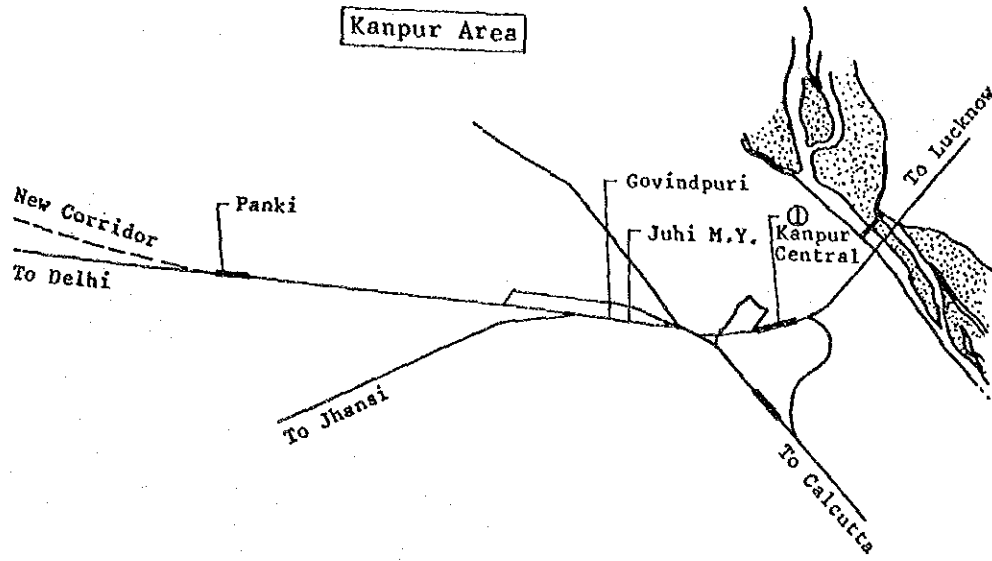 Kanpur Area
To Lucknow
Govindpuri
New Corridor
Panki
①
Juhi M.Y.
Kanpur
Central
To Delhi
To Jhansi
To Calcutta